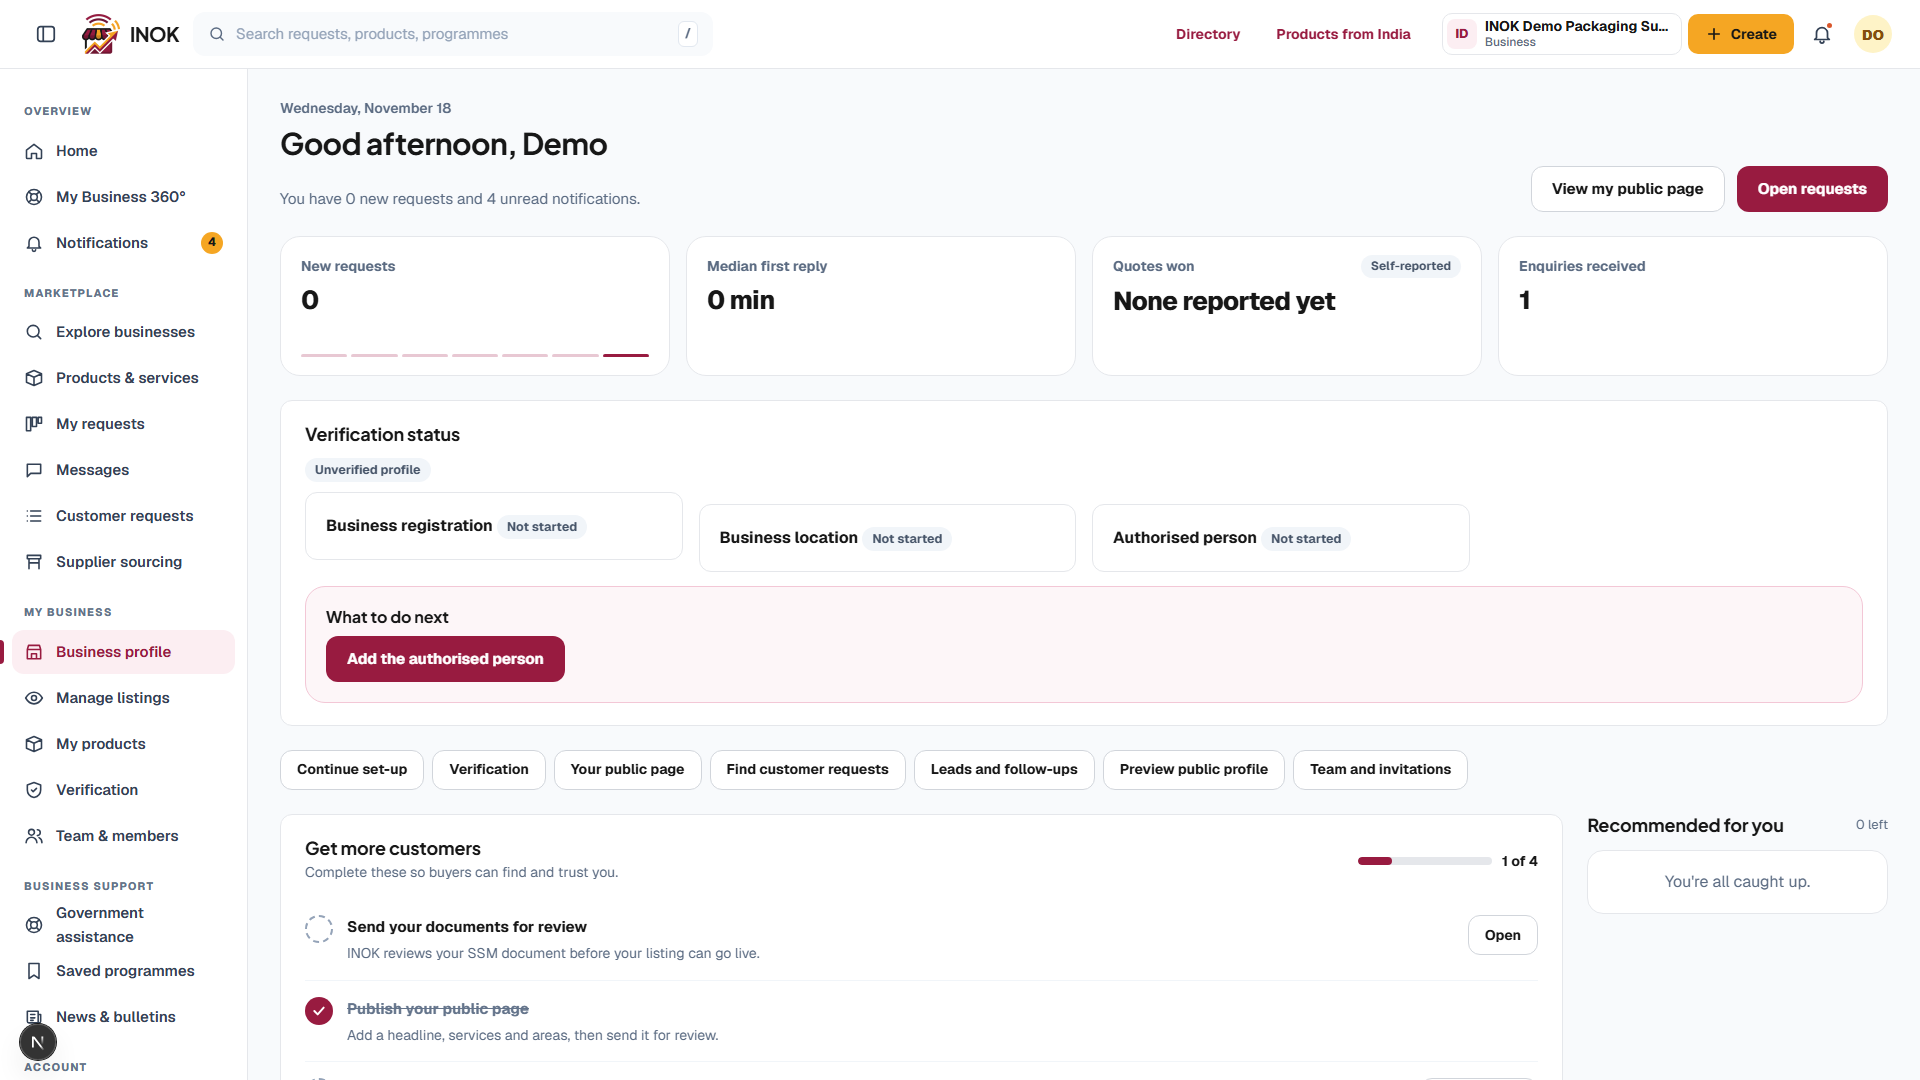 INOK
Search requests, products, programmes
/
Directory
Products from India
ID
INOK Demo Packaging Su...
Business
+ Create
DO
OVERVIEW
Home
My Business 360°
Notifications
4
MARKETPLACE
Explore businesses
Products & services
My requests
Messages
Customer requests
Supplier sourcing
MY BUSINESS
Business profile
Manage listings
My products
Verification
Team & members
BUSINESS SUPPORT
Government
assistance
Saved programmes
News & bulletins
N
ACCOUNT
Wednesday, November 18
Good afternoon, Demo
You have 0 new requests and 4 unread notifications.
View my public page
Open requests
New requests
0
Median first reply
0 min
Quotes won
Self-reported
None reported yet
Enquiries received
1
Verification status
Unverified profile
Business registration Not started
Business location Not started
Authorised person Not started
What to do next
Add the authorised person
Continue set-up
Verification
Your public page
Find customer requests
Leads and follow-ups
Preview public profile
Team and invitations
Get more customers
Complete these so buyers can find and trust you.
1 of 4
Send your documents for review
INOK reviews your SSM document before your listing can go live.
Open
Publish your public page
Add a headline, services and areas, then send it for review.
Recommended for you
0 left
You're all caught up.